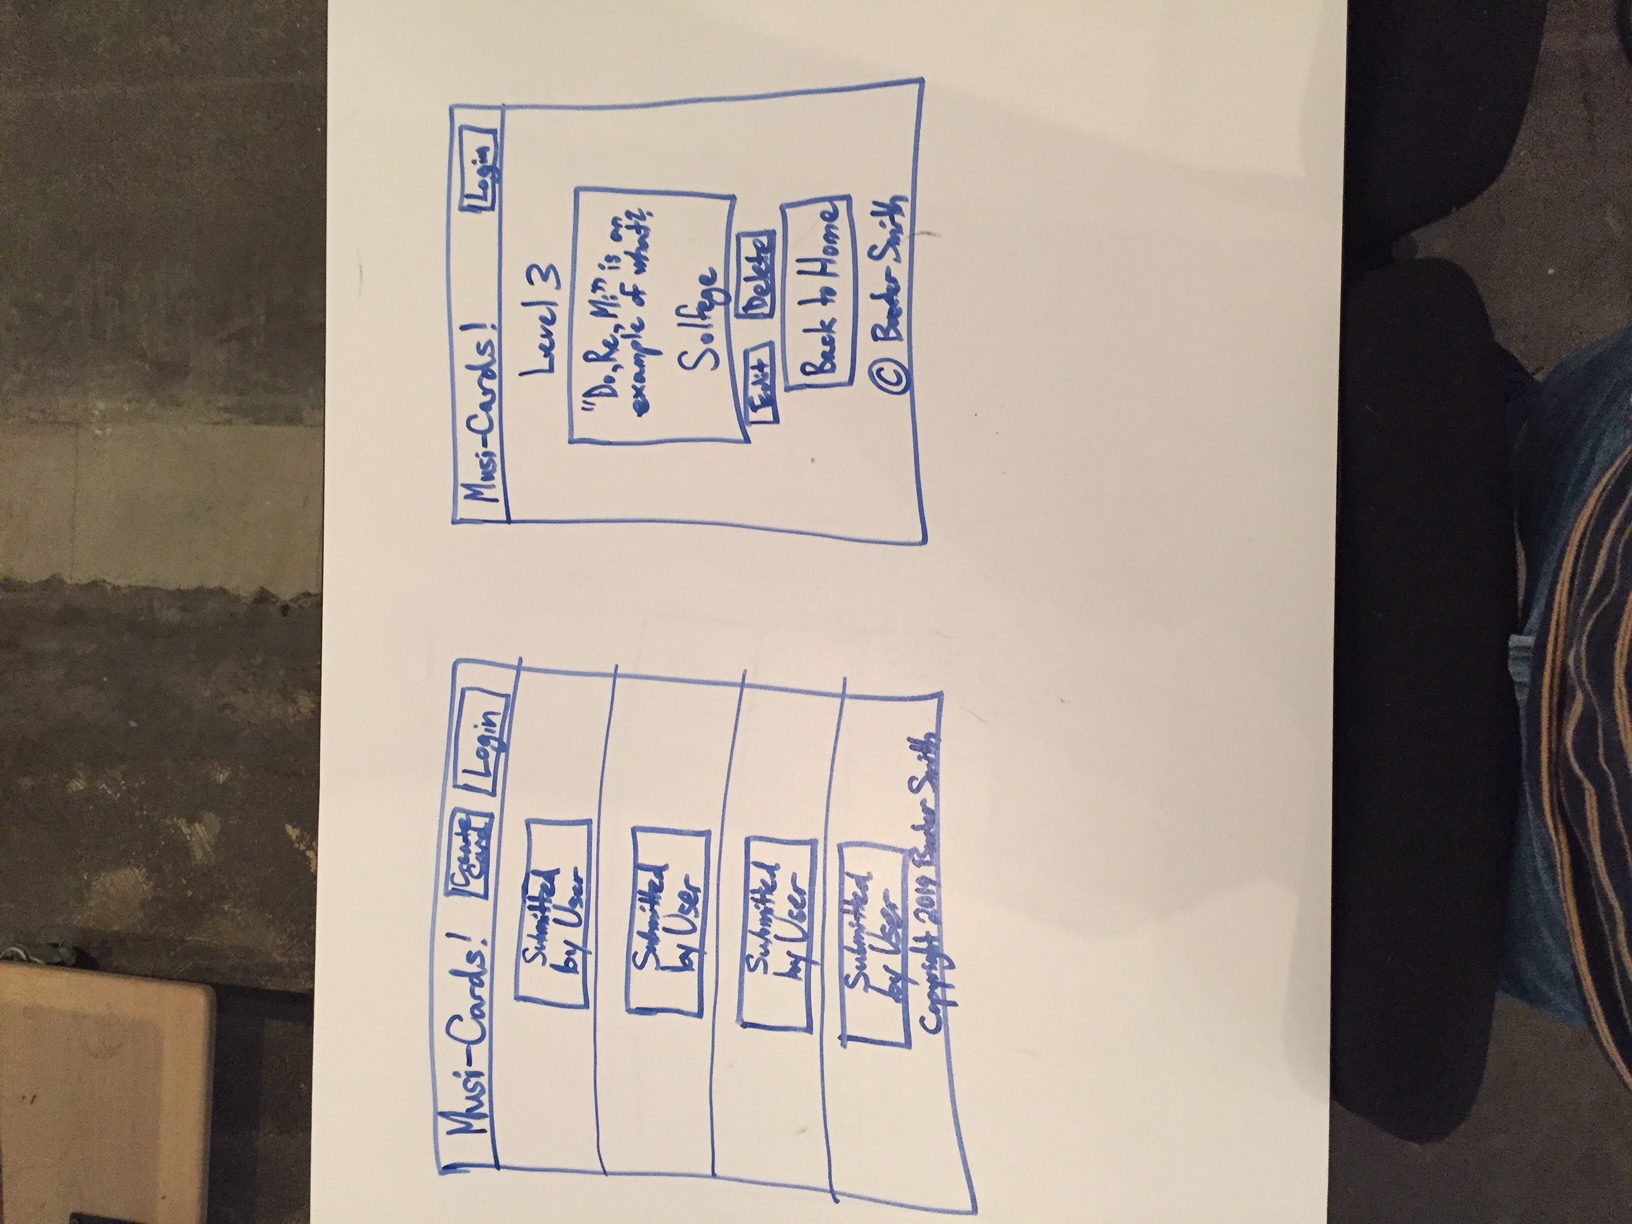 Musi-Cards!
Create
Card
Login
Submitted
by User
Submitted
by User
Submitted
by User
Submitted
by User
Copyright 2019 Smith
Musi-Cards!
Login
Level 3
"Do, Re, Mi" is an
example of what?
Solfege
Edit
Delete
Back to Home
© Smith